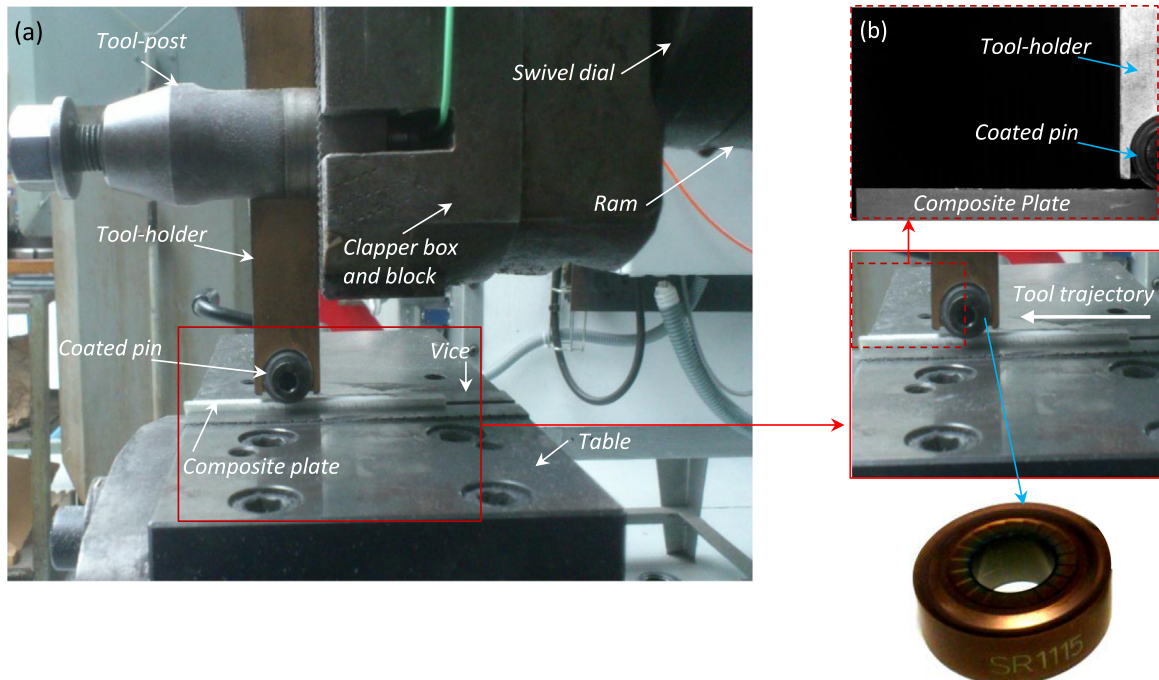 (a)
Tool-post
Swivel dial
Ram
Tool-holder
Clapper box
and block
Coated pin
Vice
Table
Composite plate
(b)
Tool-holder
Coated pin
Composite Plate
Tool trajectory
SR1115